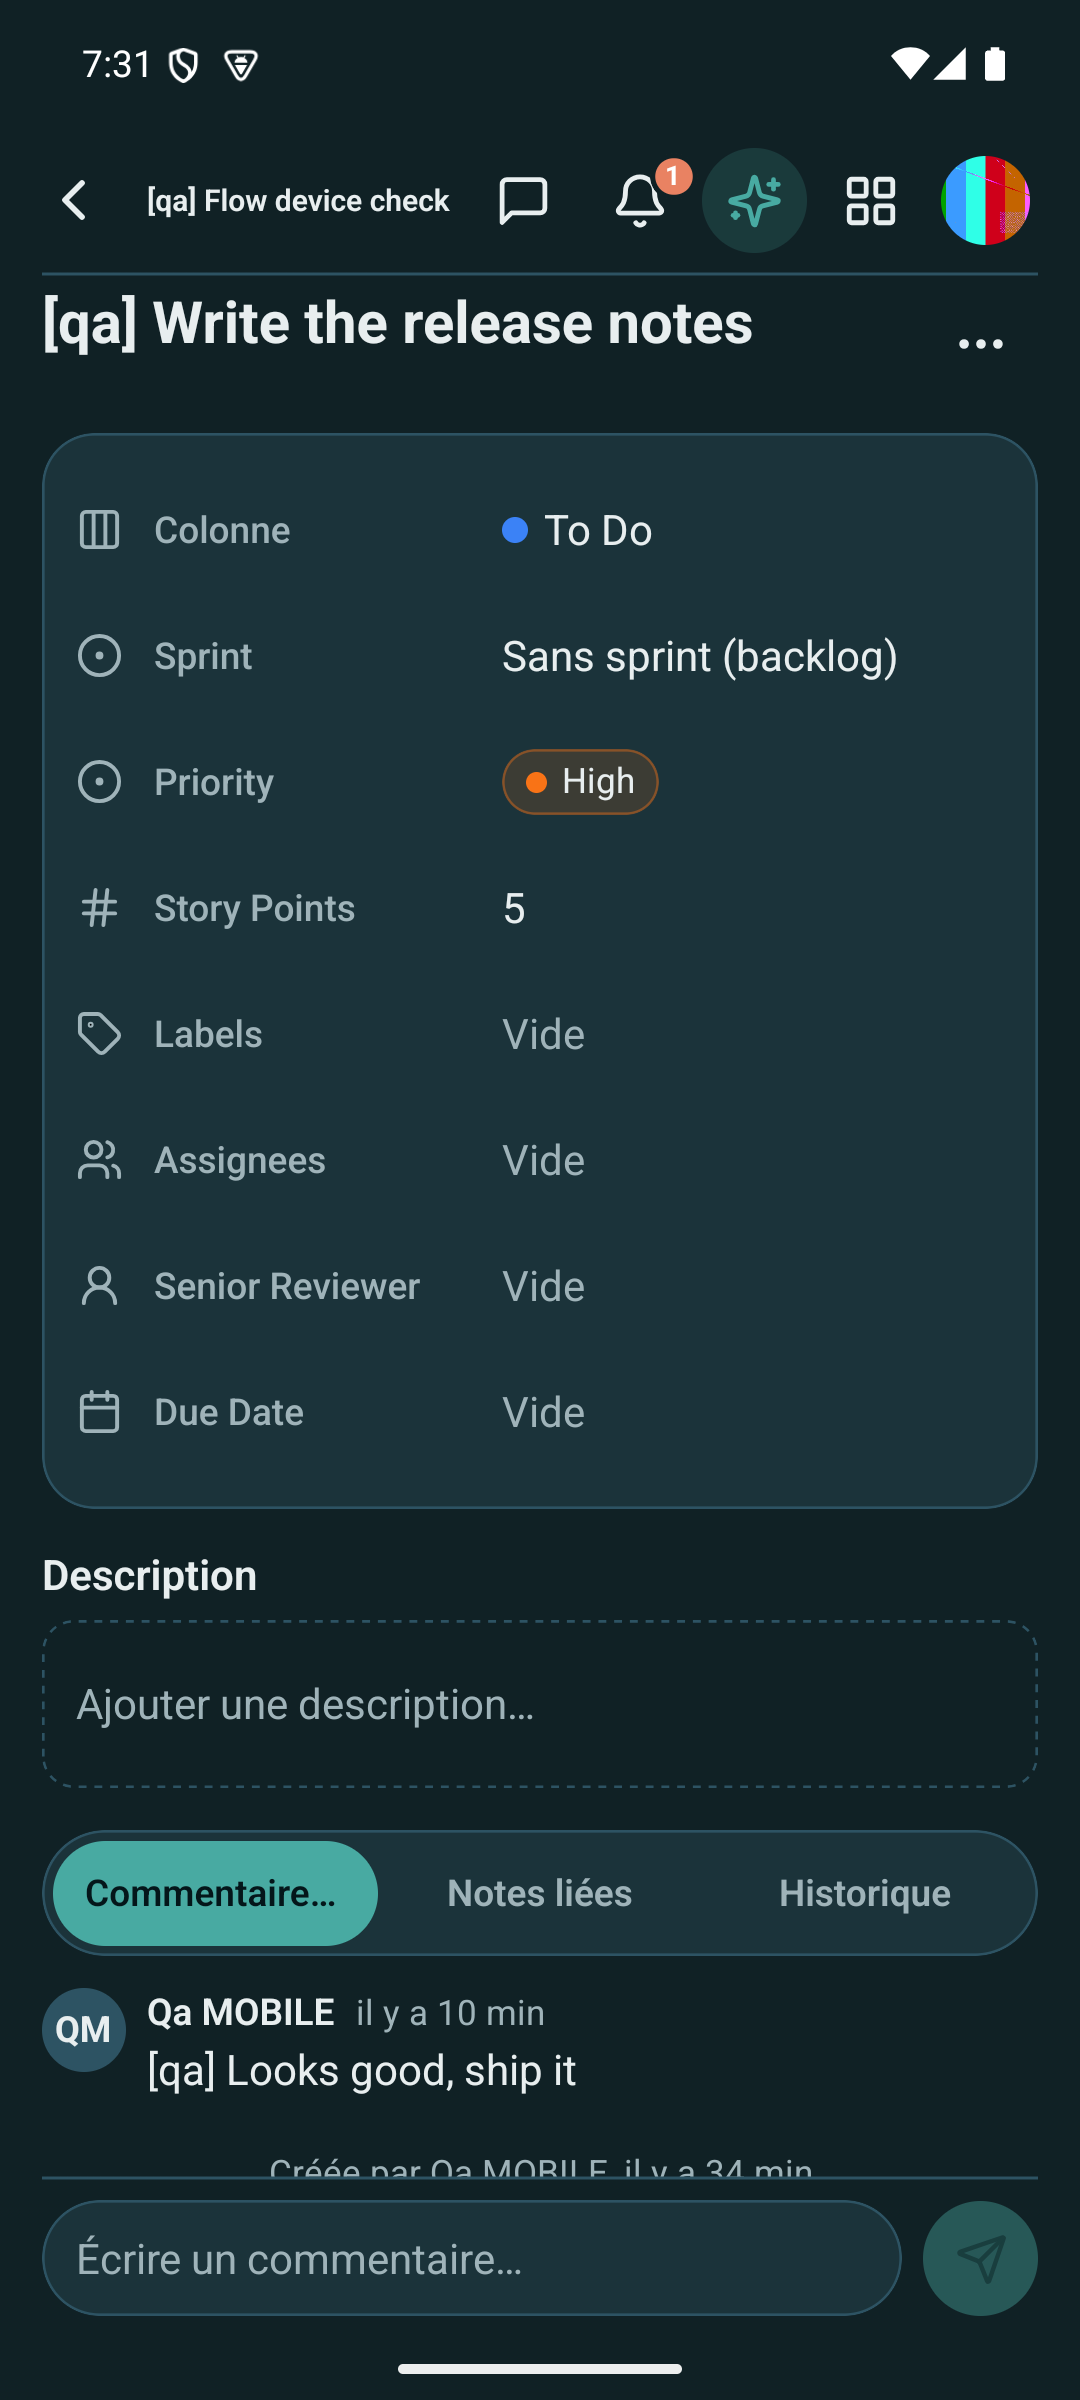 7:31
[qa] Flow device check
1
[qa] Write the release notes
...
Colonne
To Do
Sprint
Sans sprint (backlog)
Priority
High
Story Points
5
Labels
Vide
Assignees
Vide
Senior Reviewer
Vide
Due Date
Vide
Description
Ajouter une description...
Commentaire...
Notes liées
Historique
QM
Qa MOBILE il y a 10 min
[qa] Looks good, ship it
Créée par Qa MOBILE, il y a 34 min
Écrire un commentaire...